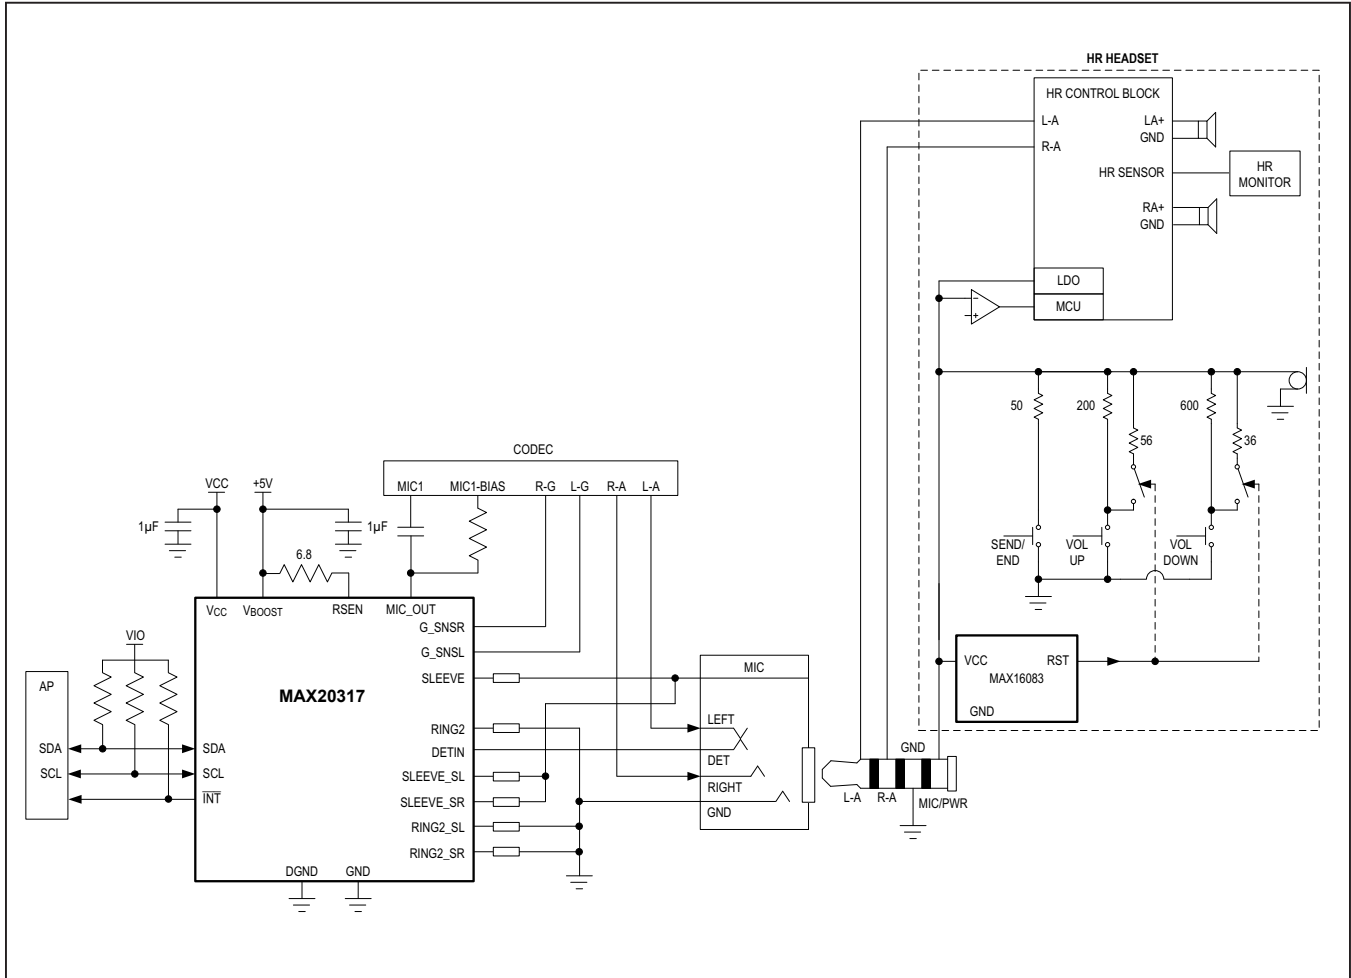 HR HEADSET
HR CONTROL BLOCK
L-A
LA+
GND
R-A
HR SENSOR
HR
MONITOR
RA+
GND
LDO
MCU
−
+
50
200
56
600
36
SEND/
END
VOL
UP
VOL
DOWN
VCC
RST
MAX16083
GND
CODEC
MIC1
MIC1-BIAS
R-G
L-G
R-A
L-A
VCC
+5V
1µF
1µF
6.8
VCC
VBOOST
RSEN
MIC_OUT
G_SNSR
G_SNSL
SLEEVE
RING2
DETIN
SLEEVE_SL
SLEEVE_SR
RING2_SL
RING2_SR
MAX20317
VIO
AP
SDA
SCL
SDA
SCL
INT
DGND
GND
MIC
LEFT
DET
RIGHT
GND
GND
L-A
R-A
MIC/PWR